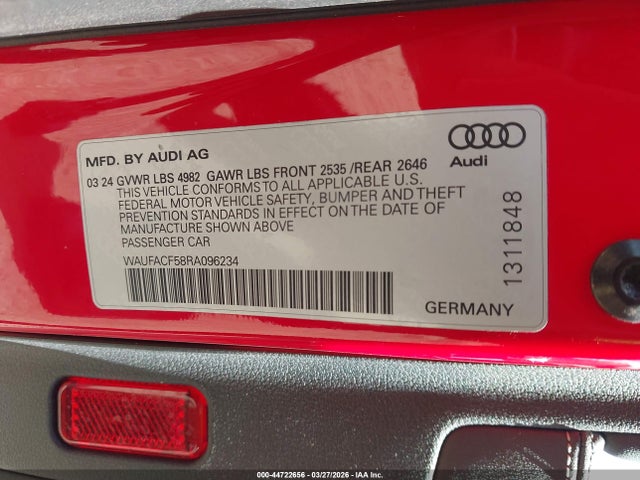 MFD. BY AUDI AG
03 24 GVWR LBS 4982 GAWR LBS FRONT 2535 /REAR 2646
THIS VEHICLE CONFORMS TO ALL APPLICABLE U.S.
FEDERAL MOTOR VEHICLE SAFETY, BUMPER AND THEFT
PREVENTION STANDARDS IN EFFECT ON THE DATE OF
MANUFACTURE SHOWN ABOVE
PASSENGER CAR
WAUFACF58RA096234
Audi
1311848
GERMANY
000-44722656 | 03/27/2026 | IAA Inc.